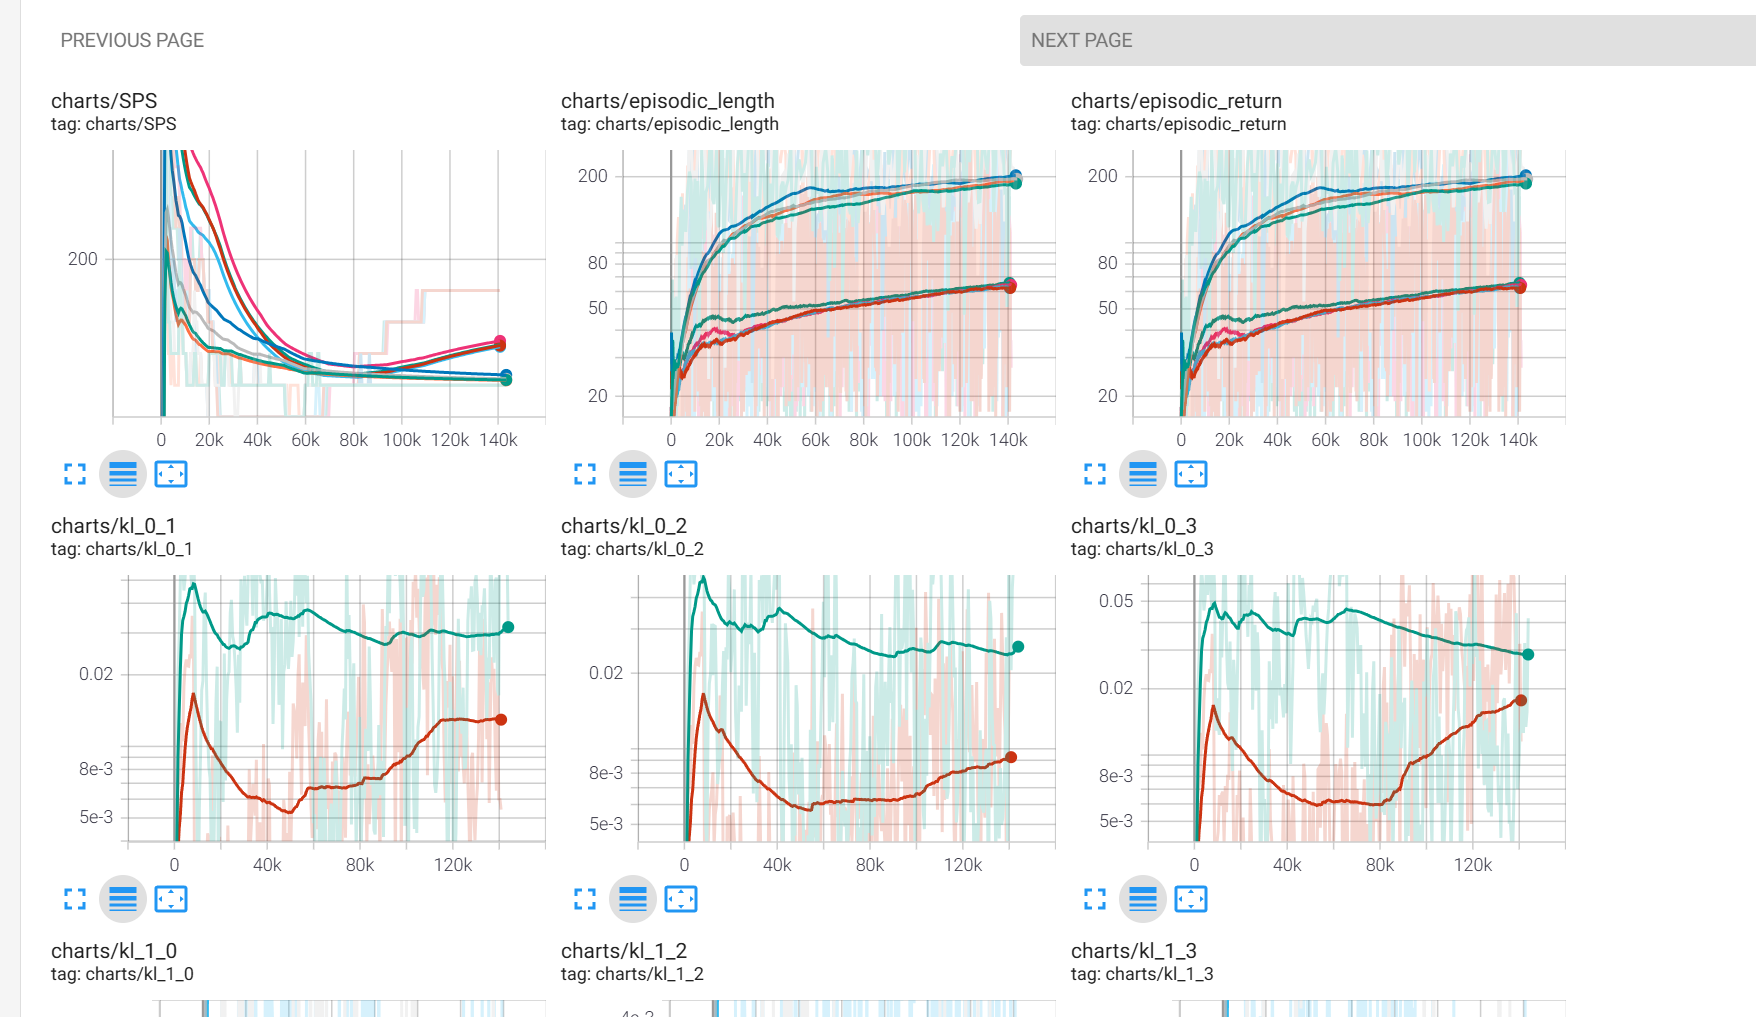 PREVIOUS PAGE
NEXT PAGE
charts/SPS
tag: charts/SPS
200
0 20k 40k 60k 80k 100k 120k 140k
charts/episodic_length
tag: charts/episodic_length
200
80
50
20
0 20k 40k 60k 80k 100k 120k 140k
charts/episodic_return
tag: charts/episodic_return
200
80
50
20
0 20k 40k 60k 80k 100k 120k 140k
charts/kl_0_1
tag: charts/kl_0_1
0.02
8e-3
5e-3
0 40k 80k 120k
charts/kl_0_2
tag: charts/kl_0_2
0.02
8e-3
5e-3
0 40k 80k 120k
charts/kl_0_3
tag: charts/kl_0_3
0.05
0.02
8e-3
5e-3
0 40k 80k 120k
charts/kl_1_0
tag: charts/kl_1_0
charts/kl_1_2
tag: charts/kl_1_2
charts/kl_1_3
tag: charts/kl_1_3